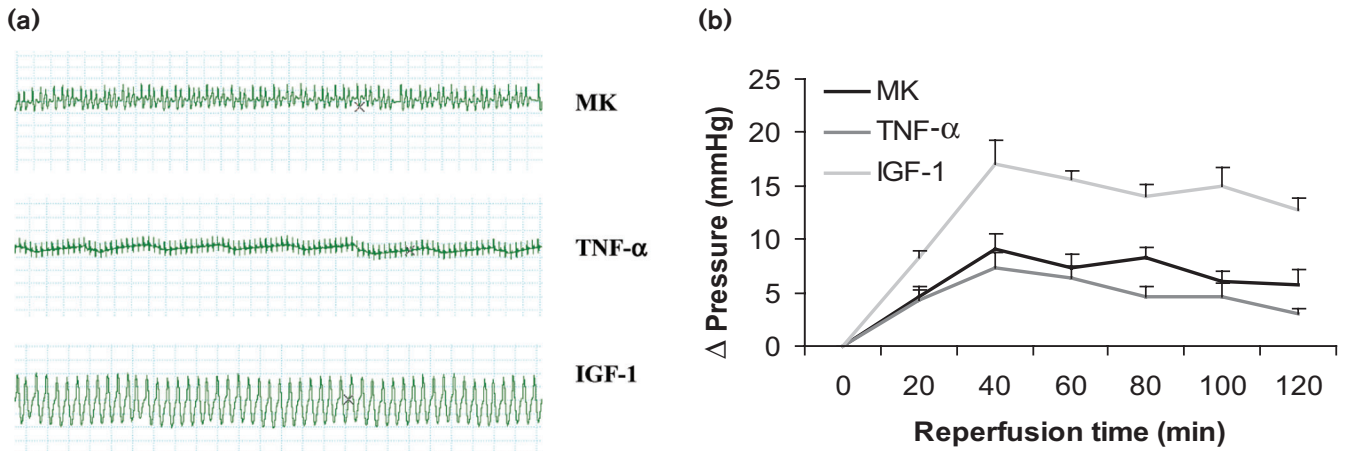 (a)
MK
TNF-α
IGF-1
(b)
25
20
15
10
5
0
Δ Pressure (mmHg)
MK
TNF-α
IGF-1
0 20 40 60 80 100 120
Reperfusion time (min)